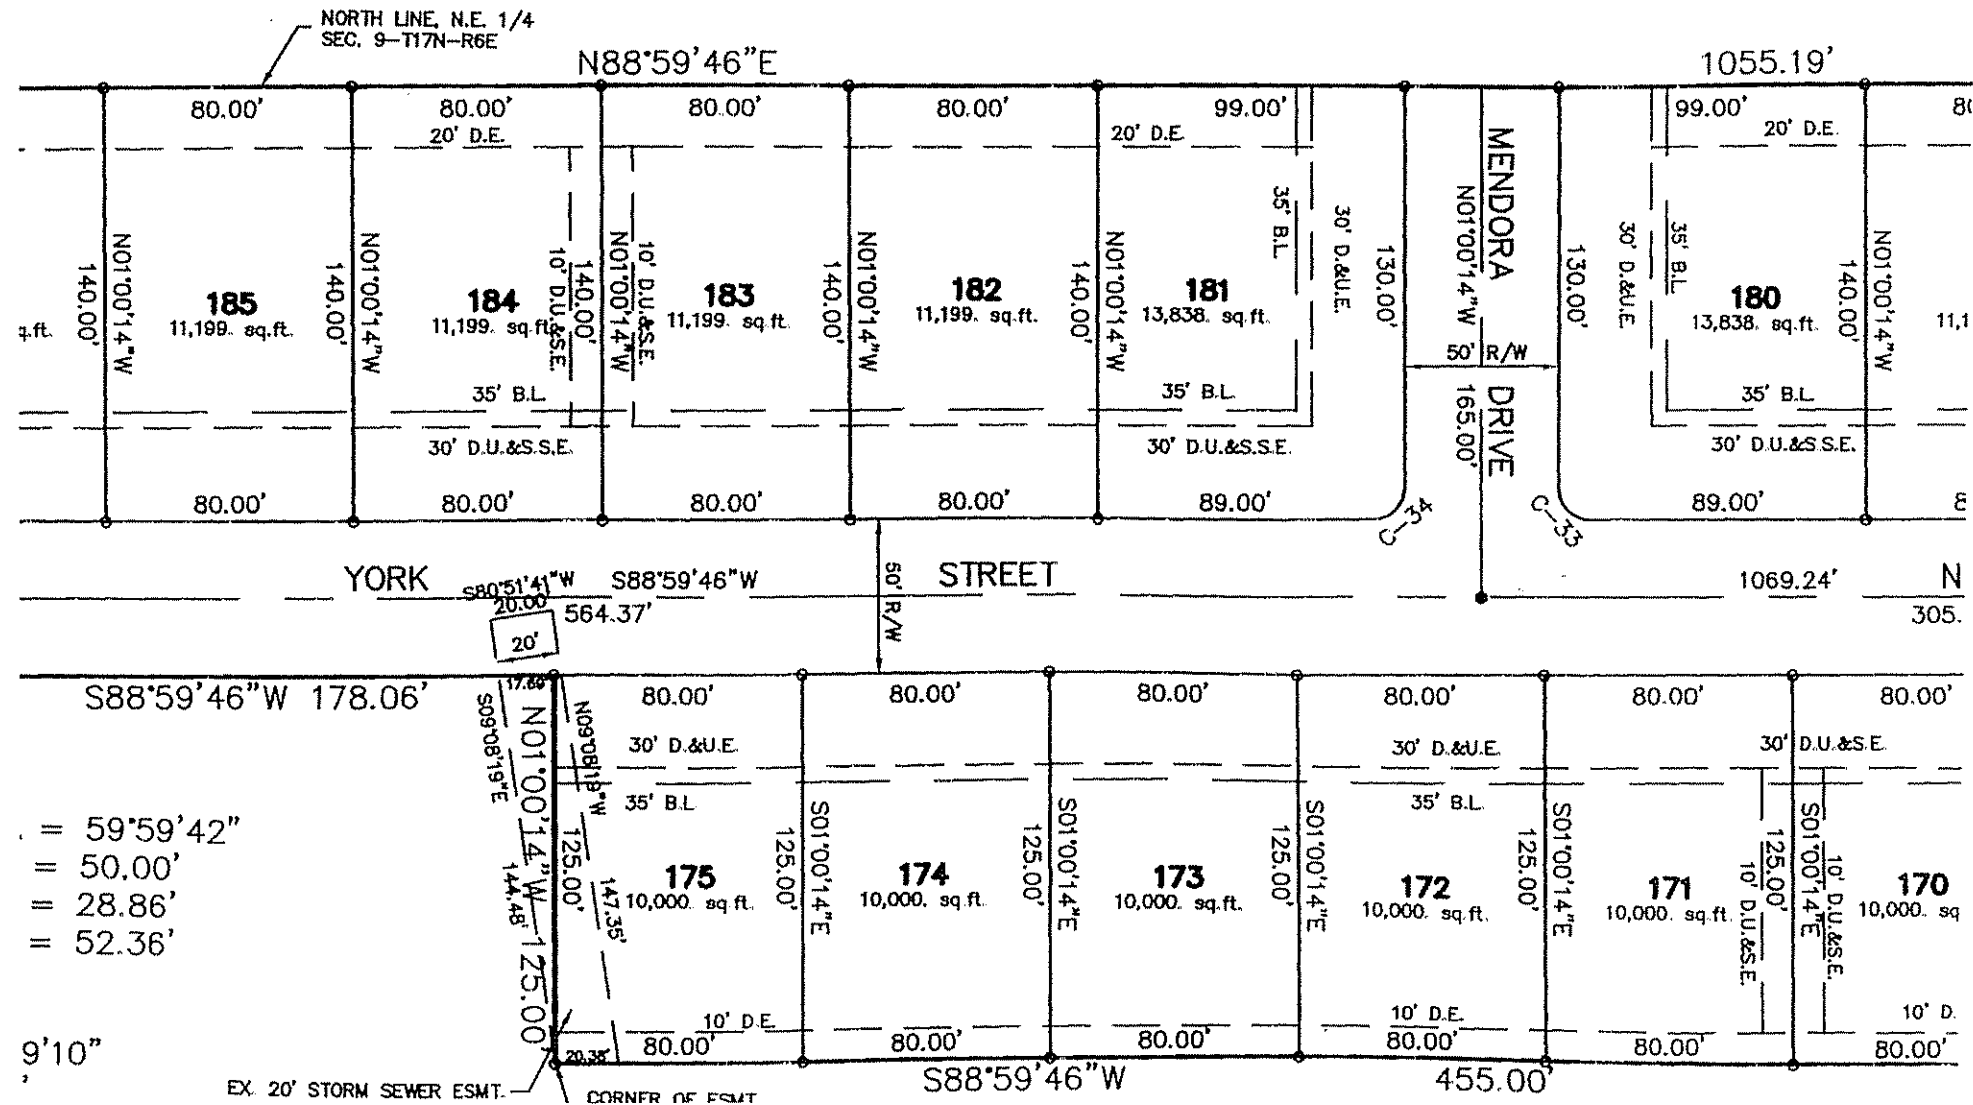 NORTH LINE, N.E. 1/4
SEC. 9-T17N-R6E
N88°59'46"E
1055.19'
80.00'
80.00'
80.00'
80.00'
99.00'
99.00'
20' D.E.
20' D.E.
20' D.E.
N01°00'14"W
140.00'
N01°00'14"W
140.00'
10' D.U.&S.E.
140.00'
N01°00'14"W
10' D.U.&S.E.
N01°00'14"W
140.00'
N01°00'14"W
140.00'
35' B.L.
30' D.&U.E.
130.00'
MENDORA DRIVE
N01°00'14"W
165.00'
130.00'
30' D.&U.E.
35' B.L.
N01°00'14"W
140.00'
sq.ft.
185
11,199. sq.ft.
184
11,199. sq.ft.
183
11,199. sq.ft.
182
11,199. sq.ft.
181
13,838. sq.ft.
180
13,838. sq.ft.
50' R/W
35' B.L.
35' B.L.
35' B.L.
30' D.U.&S.S.E.
30' D.U.&S.S.E.
30' D.U.&S.S.E.
80.00'
80.00'
80.00'
80.00'
89.00'
C-34
C-33
89.00'
YORK STREET
S80°51'41"W
20.00'
20'
S88°59'46"W
564.37'
50' R/W
1069.24'
N
305.
S88°59'46"W 178.06'
17.69'
80.00'
80.00'
80.00'
80.00'
80.00'
80.00'
S09°08'19"E
144.48'
N01°00'14"W 125.00'
N09°08'19"W
147.35'
30' D.&U.E.
30' D.&U.E.
30' D.U.&S.E.
35' B.L.
35' B.L.
125.00'
S01°00'14"E
125.00'
S01°00'14"E
125.00'
S01°00'14"E
125.00'
S01°00'14"E
125.00'
10' D.U.&S.E.
125.00'
S01°00'14"E
10' D.U.&S.E.
175
10,000. sq.ft.
174
10,000. sq.ft.
173
10,000. sq.ft.
172
10,000. sq.ft.
171
10,000. sq.ft.
170
10,000. sq
= 59°59'42"
= 50.00'
= 28.86'
= 52.36'
9'10"
10' D.E.
10' D.E.
10' D.
20.38'
80.00'
80.00'
80.00'
80.00'
80.00'
80.00'
S88°59'46"W
455.00'
EX. 20' STORM SEWER ESMT.
CORNER OF ESMT.